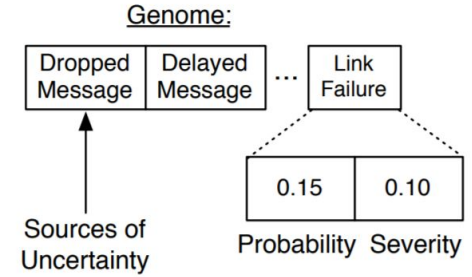 Genome:
Dropped Message
Delayed Message
...
Link Failure
0.15
0.10
Sources of Uncertainty
Probability
Severity